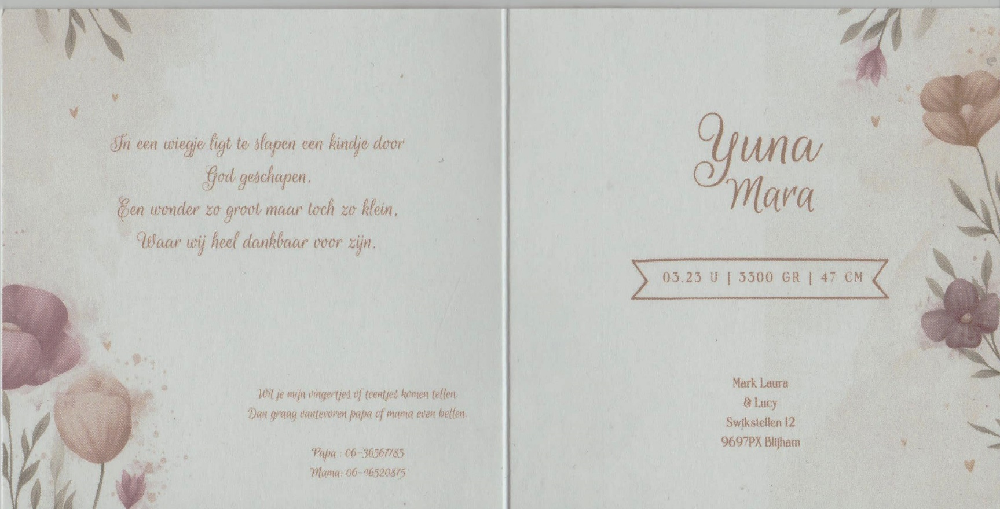 In een wiegje ligt te slapen een kindje door
God geschapen.
Een wonder zo groot maar toch zo klein,
Waar wij heel dankbaar voor zijn.
Wil je mijn vingertjes of teentjes komen tellen.
Dan graag vantevoren papa of mama even bellen.
Papa : 06-36567785
Mama: 06-16520875
Yuna
Mara
03.23 U | 3300 GR | 47 CM
Mark Laura
& Lucy
Swikstellen 12
9697PX Blijham